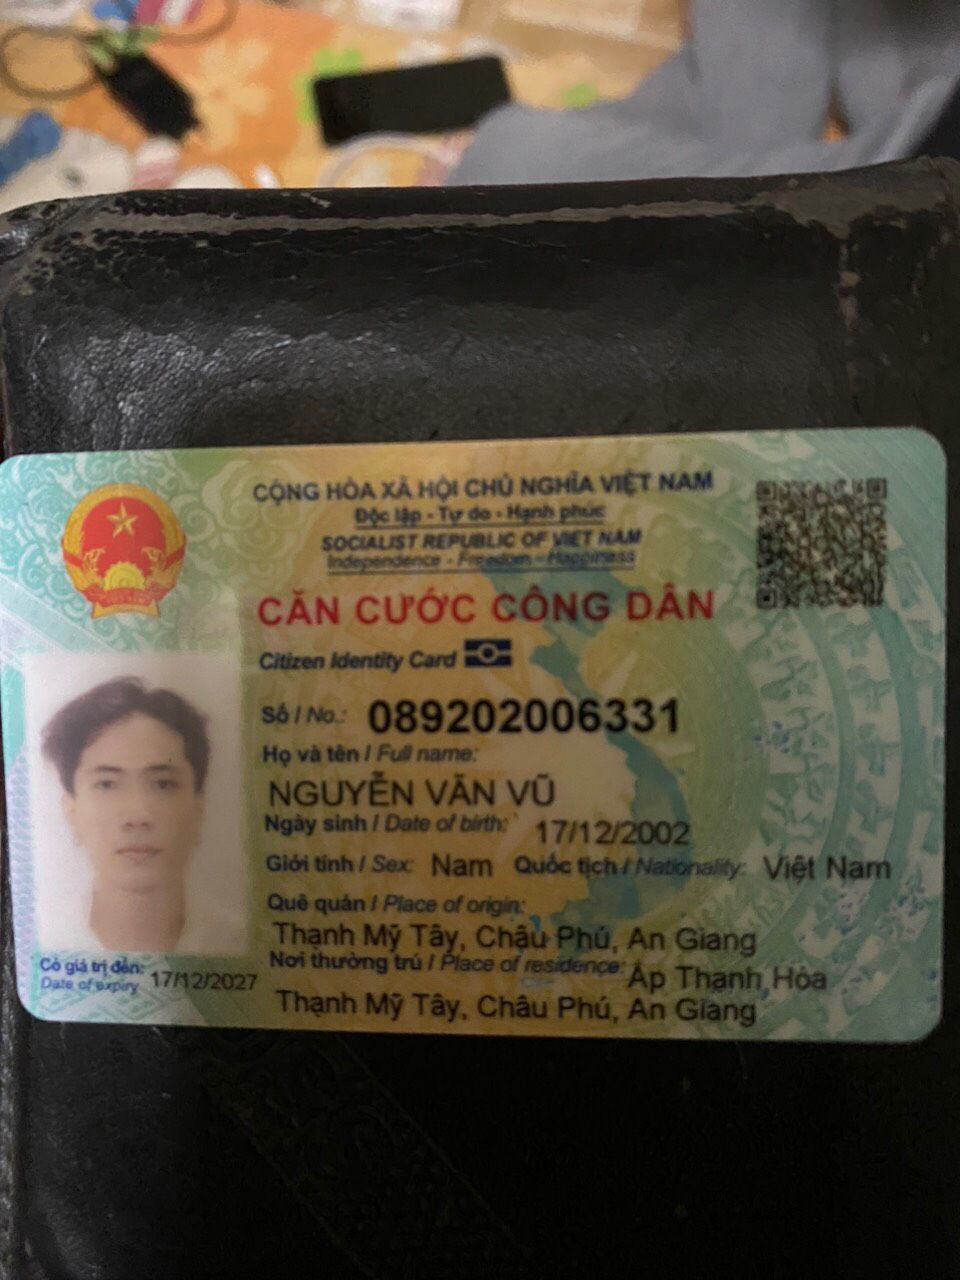 CỘNG HÒA XÃ HỘI CHỦ NGHĨA VIỆT NAM
Độc lập - Tự do - Hạnh phúc
SOCIALIST REPUBLIC OF VIET NAM
Independence - Freedom - Happiness
CĂN CƯỚC CÔNG DÂN
Citizen Identity Card
Số / No.: 089202006331
Họ và tên / Full name:
NGUYỄN VĂN VŨ
Ngày sinh / Date of birth: 17/12/2002
Giới tính / Sex: Nam Quốc tịch / Nationality: Việt Nam
Quê quán / Place of origin:
Thạnh Mỹ Tây, Châu Phú, An Giang
Nơi thường trú / Place of residence: Ấp Thạnh Hòa
Thạnh Mỹ Tây, Châu Phú, An Giang
Có giá trị đến: 17/12/2027
Date of expiry